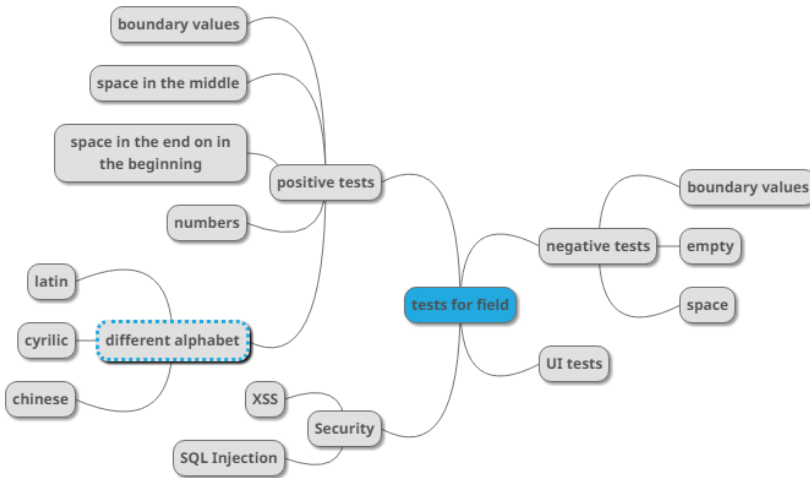 boundary values
space in the middle
space in the end on in
the beginning
positive tests
numbers
latin
cyrilic
different alphabet
chinese
XSS
Security
SQL Injection
tests for field
boundary values
negative tests
empty
space
UI tests